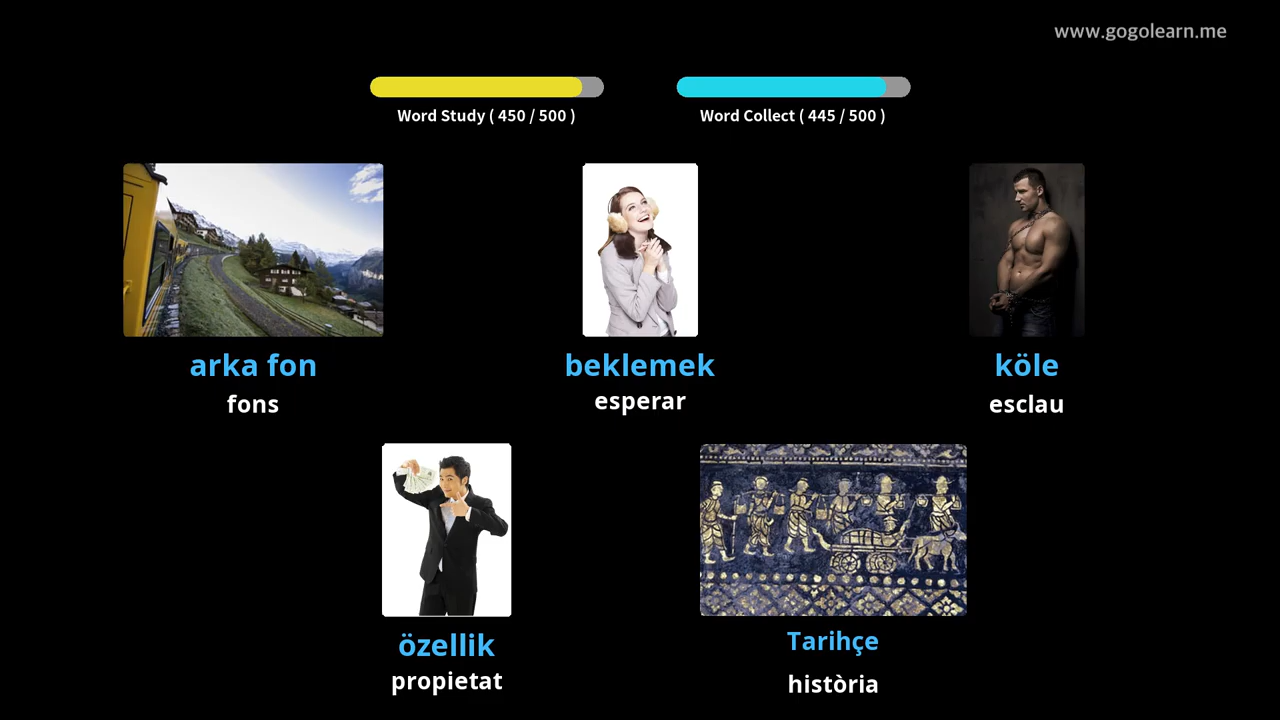 www.gogolearn.me
Word Study ( 450 / 500 )
Word Collect ( 445 / 500 )
arka fon
fons
beklemek
esperar
köle
esclau
özellik
propietat
Tarihçe
història